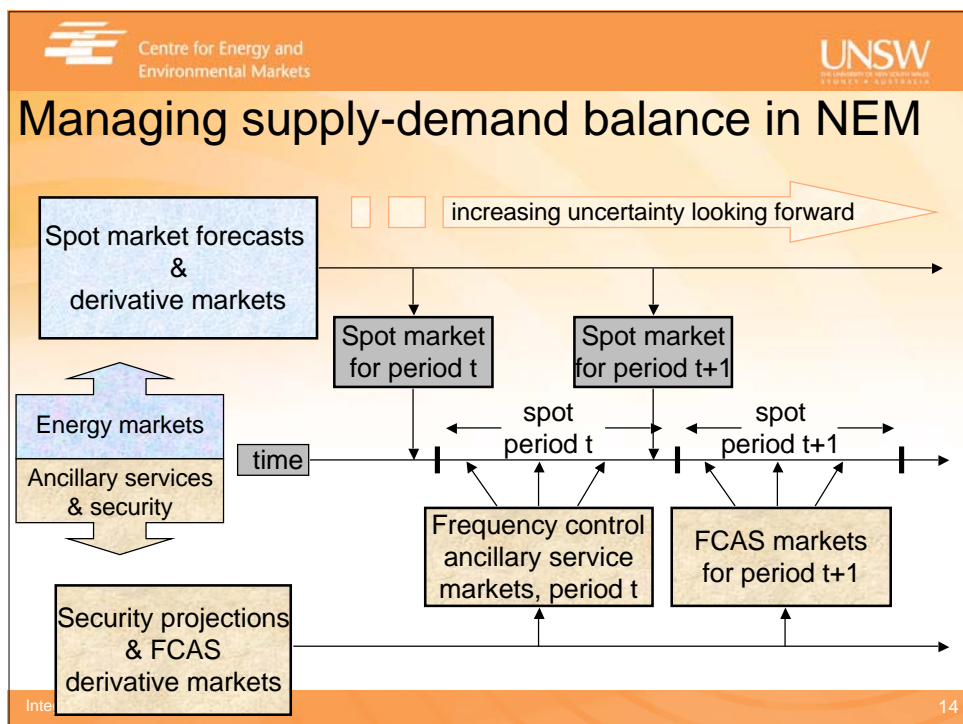 Centre for Energy and
Environmental Markets
UNSW
THE UNIVERSITY OF NEW SOUTH WALES
SYDNEY • AUSTRALIA
Managing supply-demand balance in NEM
increasing uncertainty looking forward
Spot market forecasts
&
derivative markets
Spot market
for period t
Spot market
for period t+1
Energy markets
Ancillary services
& security
time
spot
period t
spot
period t+1
Frequency control
ancillary service
markets, period t
FCAS markets
for period t+1
Security projections
& FCAS
derivative markets
14